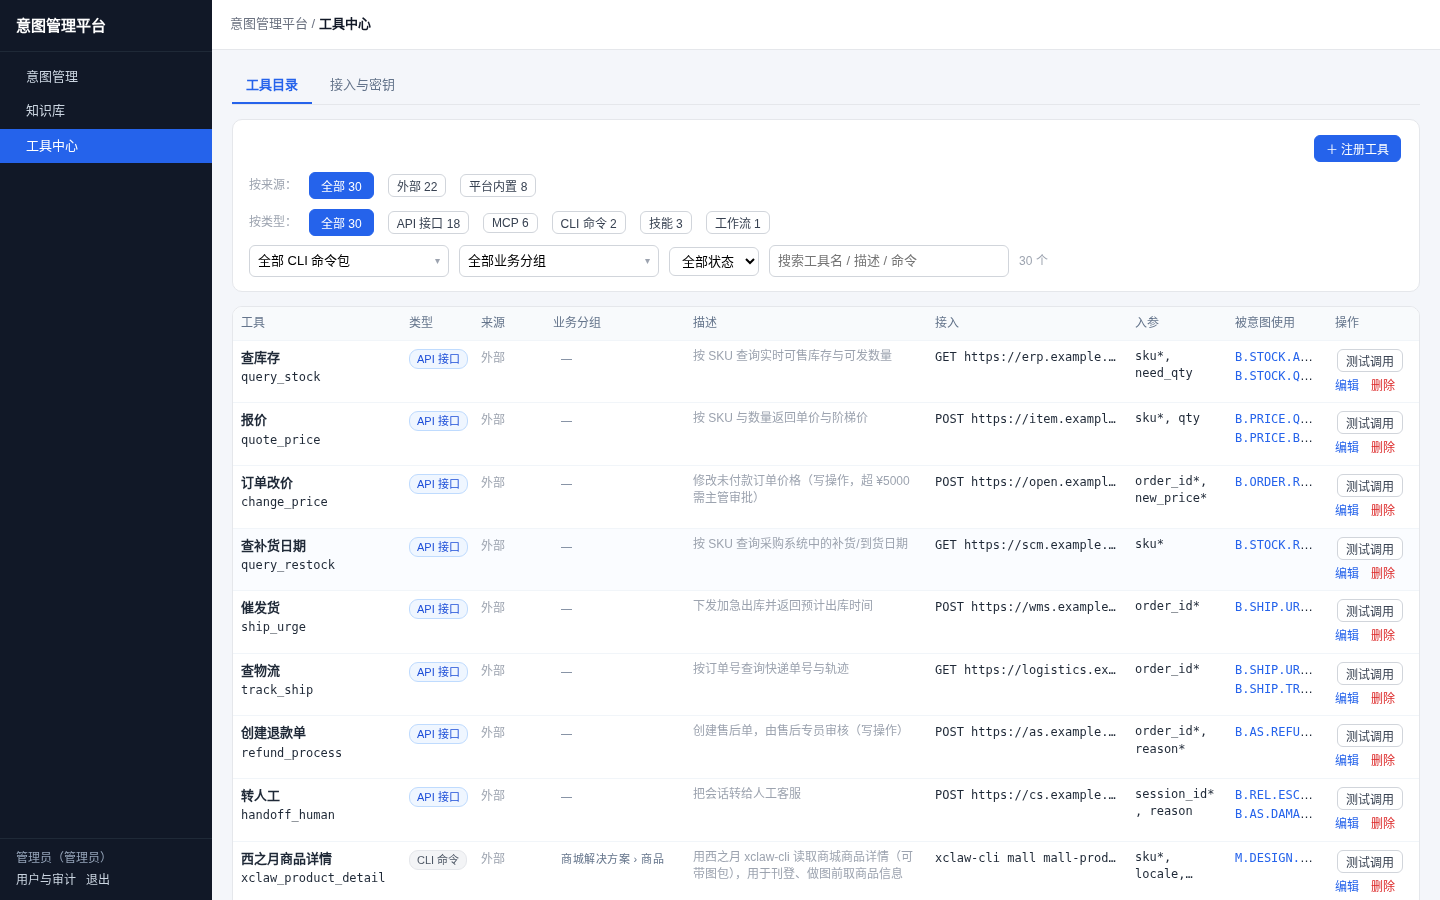 意图管理平台
意图管理
知识库
工具中心
管理员（管理员）
用户与审计 退出
意图管理平台 / 工具中心
工具目录 接入与密钥
＋ 注册工具
按来源： 全部 30 外部 22 平台内置 8
按类型： 全部 30 API 接口 18 MCP 6 CLI 命令 2 技能 3 工作流 1
全部 CLI 命令包 ▾ 全部业务分组 ▾ 全部状态 搜索工具名 / 描述 / 命令 30 个
工具 类型 来源 业务分组 描述 接入 入参 被意图使用 操作
查库存 API 接口 外部 — 按 SKU 查询实时可售库存与可发数量 GET https://erp.example.… sku*, B.STOCK.A… 测试调用
query_stock need_qty B.STOCK.Q… 编辑 删除
报价 API 接口 外部 — 按 SKU 与数量返回单价与阶梯价 POST https://item.exampl… sku*, qty B.PRICE.Q… 测试调用
quote_price B.PRICE.B… 编辑 删除
订单改价 API 接口 外部 — 修改未付款订单价格（写操作，超 ¥5000 POST https://open.exampl… order_id*, B.ORDER.R… 测试调用
change_price 需主管审批） new_price* 编辑 删除
查补货日期 API 接口 外部 — 按 SKU 查询采购系统中的补货/到货日期 GET https://scm.example.… sku* B.STOCK.R… 测试调用
query_restock 编辑 删除
催发货 API 接口 外部 — 下发加急出库并返回预计出库时间 POST https://wms.example… order_id* B.SHIP.UR… 测试调用
ship_urge 编辑 删除
查物流 API 接口 外部 — 按订单号查询快递单号与轨迹 GET https://logistics.ex… order_id* B.SHIP.UR… 测试调用
track_ship B.SHIP.TR… 编辑 删除
创建退款单 API 接口 外部 — 创建售后单，由售后专员审核（写操作） POST https://as.example.… order_id*, B.AS.REFU… 测试调用
refund_process reason* 编辑 删除
转人工 API 接口 外部 — 把会话转给人工客服 POST https://cs.example.… session_id* B.REL.ESC… 测试调用
handoff_human , reason B.AS.DAMA… 编辑 删除
西之月商品详情 CLI 命令 外部 商城解决方案 › 商品 用西之月 xclaw-cli 读取商城商品详情（可 xclaw-cli mall mall-prod… sku*, M.DESIGN.… 测试调用
xclaw_product_detail 带图包），用于刊登、做图前取商品信息 locale,… 编辑 删除